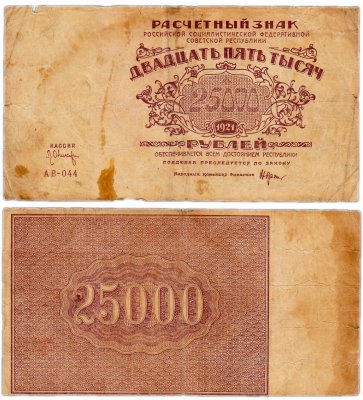 РАСЧЕТНЫЙ ЗНАК
РОССИЙСКОЙ СОЦИАЛИСТИЧЕСКОЙ ФЕДЕРАТИВНОЙ
СОВЕТСКОЙ РЕСПУБЛИКИ
ДВАДЦАТЬ ПЯТЬ ТЫСЯЧ
25000
1921
РУБЛЕЙ
ОБЕСПЕЧИВАЕТСЯ ВСЕМ ДОСТОЯНИЕМ РЕСПУБЛИКИ
ПОДДЕЛКА ПРЕСЛЕДУЕТСЯ ПО ЗАКОНУ
КАССИР
АВ-044
Народный Комиссар Финансов
25000